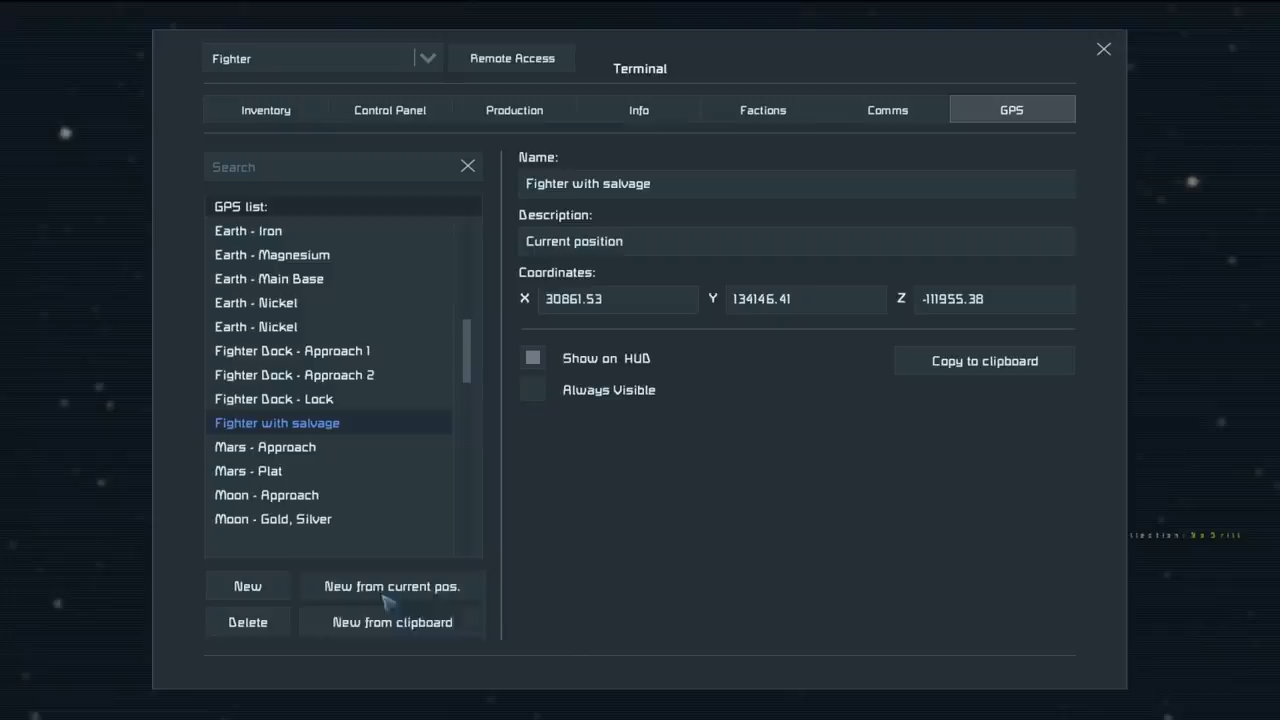 Fighter
Remote Access
Terminal
Inventory
Control Panel
Production
Info
Factions
Comms
GPS
Search
GPS list:
Earth - Iron
Earth - Magnesium
Earth - Main Base
Earth - Nickel
Earth - Nickel
Fighter Dock - Approach 1
Fighter Dock - Approach 2
Fighter Dock - Lock
Fighter with salvage
Mars - Approach
Mars - Plat
Moon - Approach
Moon - Gold, Silver
New
New from current pos.
Delete
New from clipboard
Name:
Fighter with salvage
Description:
Current position
Coordinates:
X 30861.53 Y 134146.41 Z -111955.38
Show on HUD
Copy to clipboard
Always Visible